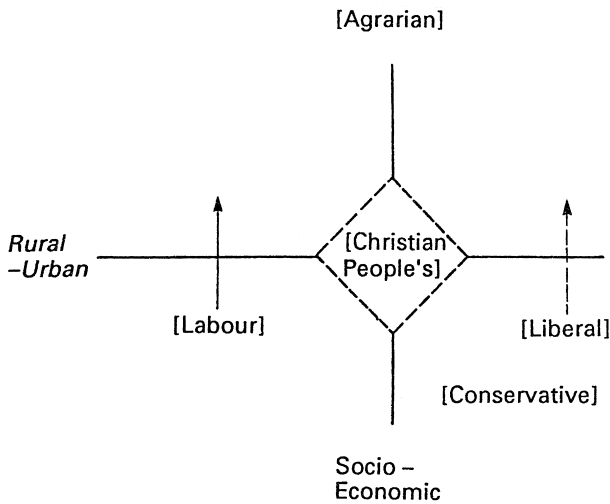 [Agrarian]
Rural
–Urban
[Christian
People's]
[Labour]
[Liberal]
[Conservative]
Socio –
Economic